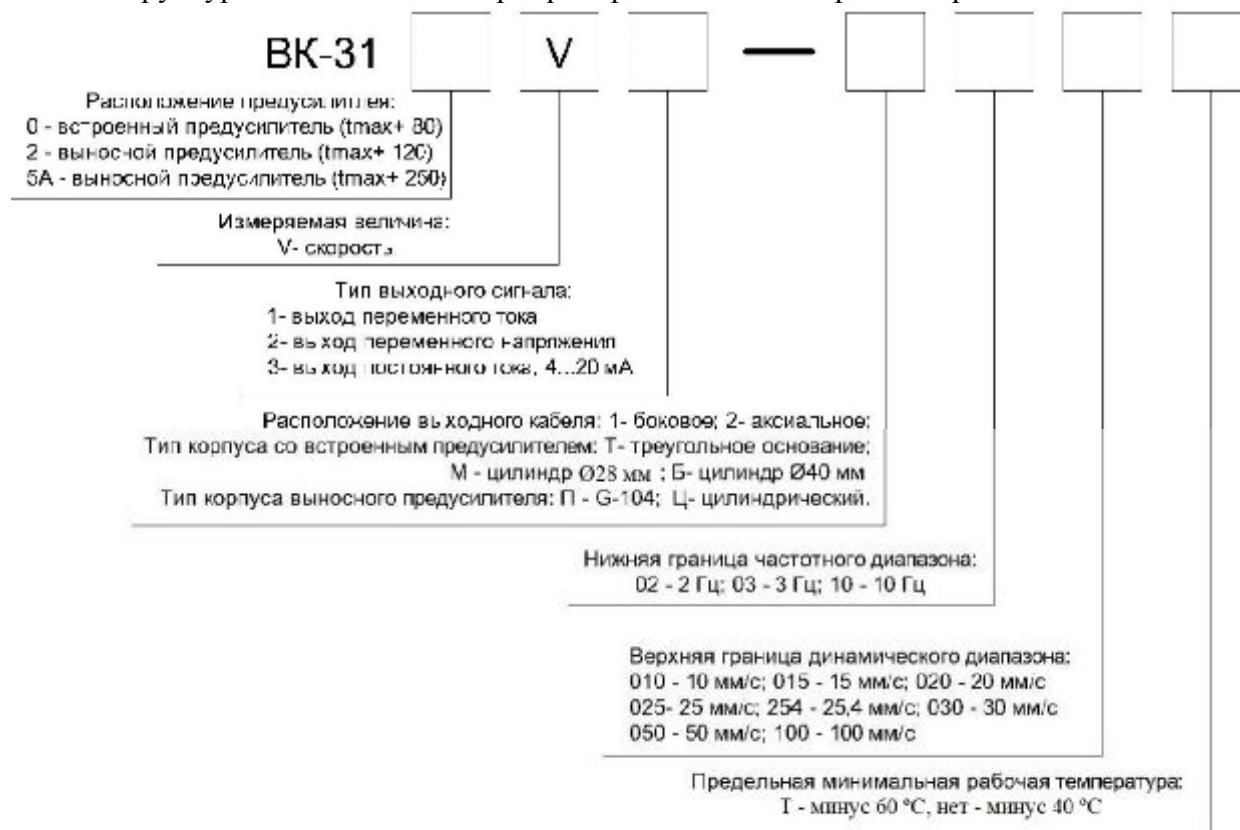 ВК-31 V —
Расположение предусилителя:
0 - встроенный предусилитель (tmax+ 80)
2 - выносной предусилитель (tmax+ 120)
5А - выносной предусилитель (tmax+ 250)
Измеряемая величина:
V- скорость
Тип выходного сигнала:
1- выход переменного тока
2- выход переменного напряжения
3- выход постоянного тока, 4...20 мА
Расположение выходного кабеля: 1- боковое; 2- аксиальное;
Тип корпуса со встроенным предусилителем: Т- треугольное основание;
М - цилиндр Ø28 мм ; Б- цилиндр Ø40 мм
Тип корпуса выносного предусилителя: П - G-104; Ц- цилиндрический.
Нижняя граница частотного диапазона:
02 - 2 Гц; 03 - 3 Гц; 10 - 10 Гц
Верхняя граница динамического диапазона:
010 - 10 мм/с; 015 - 15 мм/с; 020 - 20 мм/с
025- 25 мм/с; 254 - 25,4 мм/с; 030 - 30 мм/с
050 - 50 мм/с; 100 - 100 мм/с
Предельная минимальная рабочая температура:
Т - минус 60 °С, нет - минус 40 °С